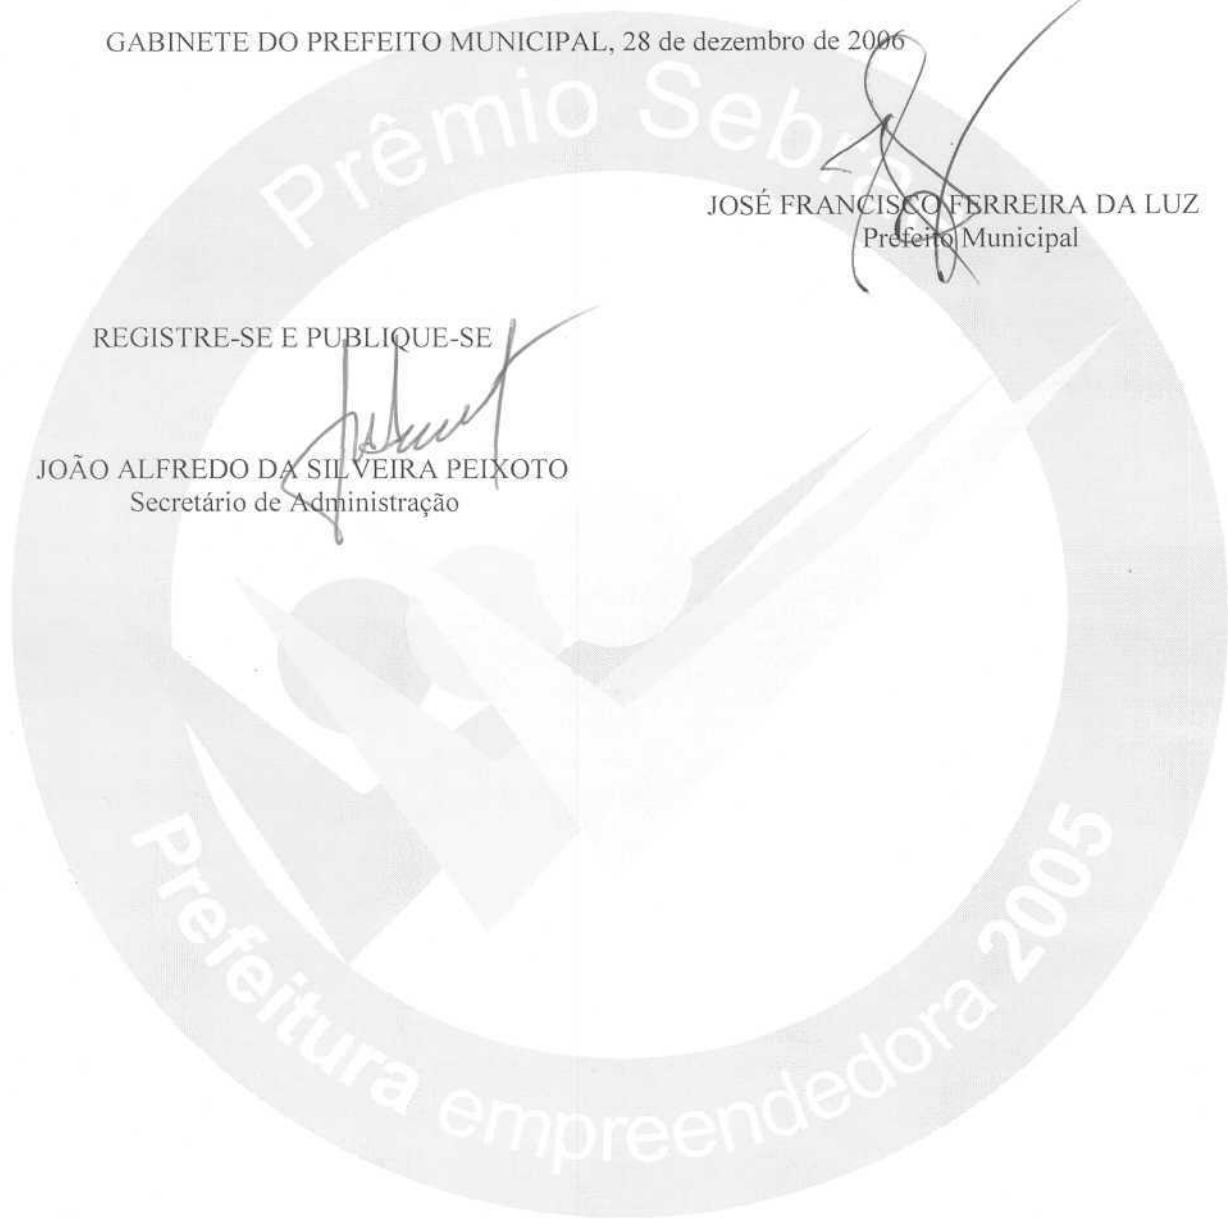 GABINETE DO PREFEITO MUNICIPAL, 28 de dezembro de 2006
JOSÉ FRANCISCO FERREIRA DA LUZ
Prefeito Municipal
REGISTRE-SE E PUBLIQUE-SE
JOÃO ALFREDO DA SILVEIRA PEIXOTO
Secretário de Administração
Prêmio Sebrae
Prefeitura empreendedora 2005